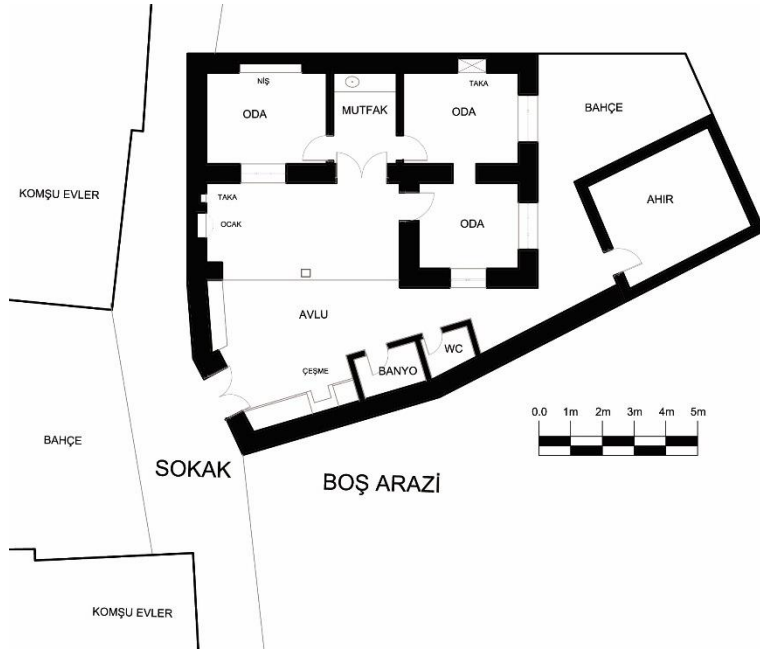 NİŞ
ODA
MUTFAK
TAKA
ODA
BAHÇE
KOMŞU EVLER
TAKA
OCAK
ODA
AHIR
AVLU
WC
ÇEŞME
BANYO
0.0 1m 2m 3m 4m 5m
BAHÇE
SOKAK
BOŞ ARAZİ
KOMŞU EVLER